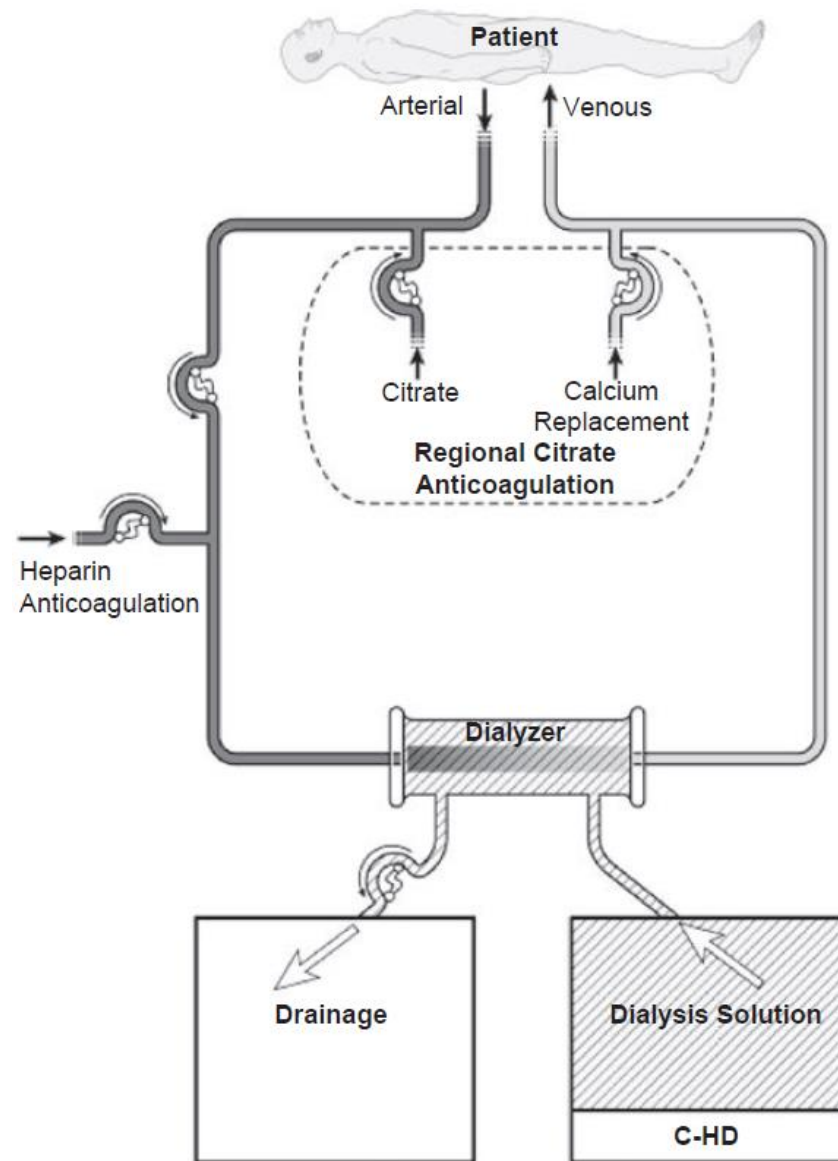 Patient
Arterial
Venous
Citrate
Calcium
Replacement
Regional Citrate
Anticoagulation
Heparin
Anticoagulation
Dialyzer
Drainage
Dialysis Solution
C-HD